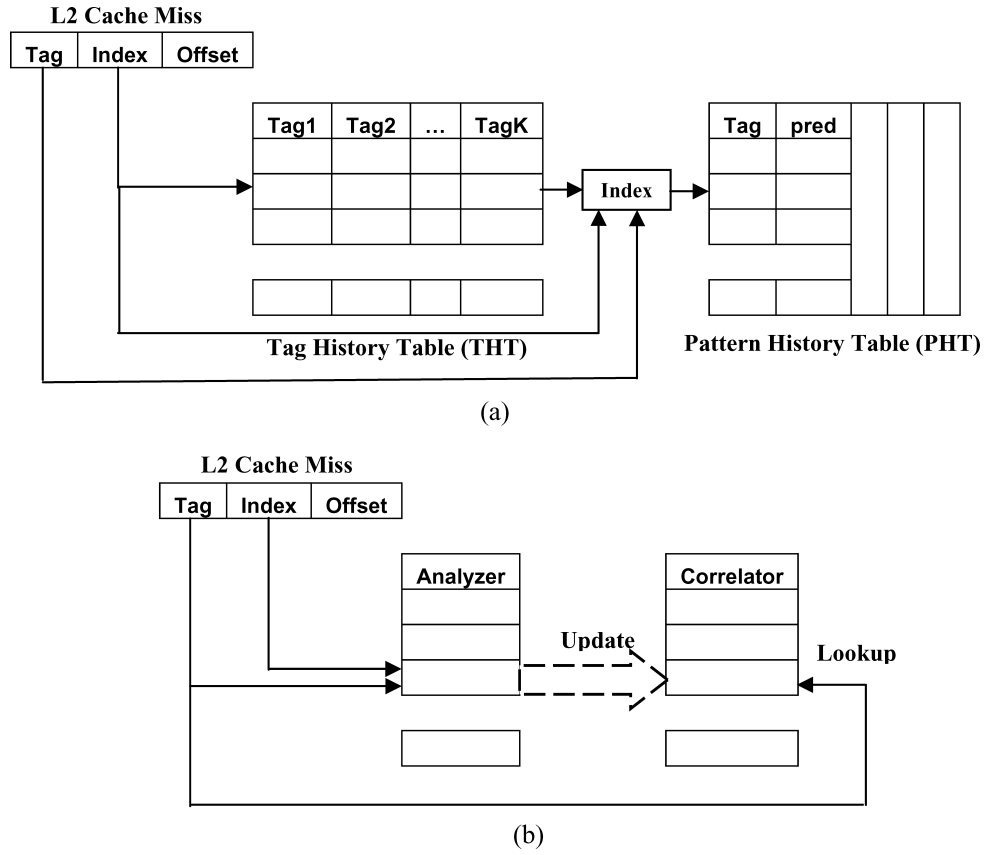 L2 Cache Miss
Tag Index Offset
Tag1 Tag2 ... TagK
Index
Tag pred
Tag History Table (THT)
Pattern History Table (PHT)
(a)
L2 Cache Miss
Tag Index Offset
Analyzer
Correlator
Update
Lookup
(b)